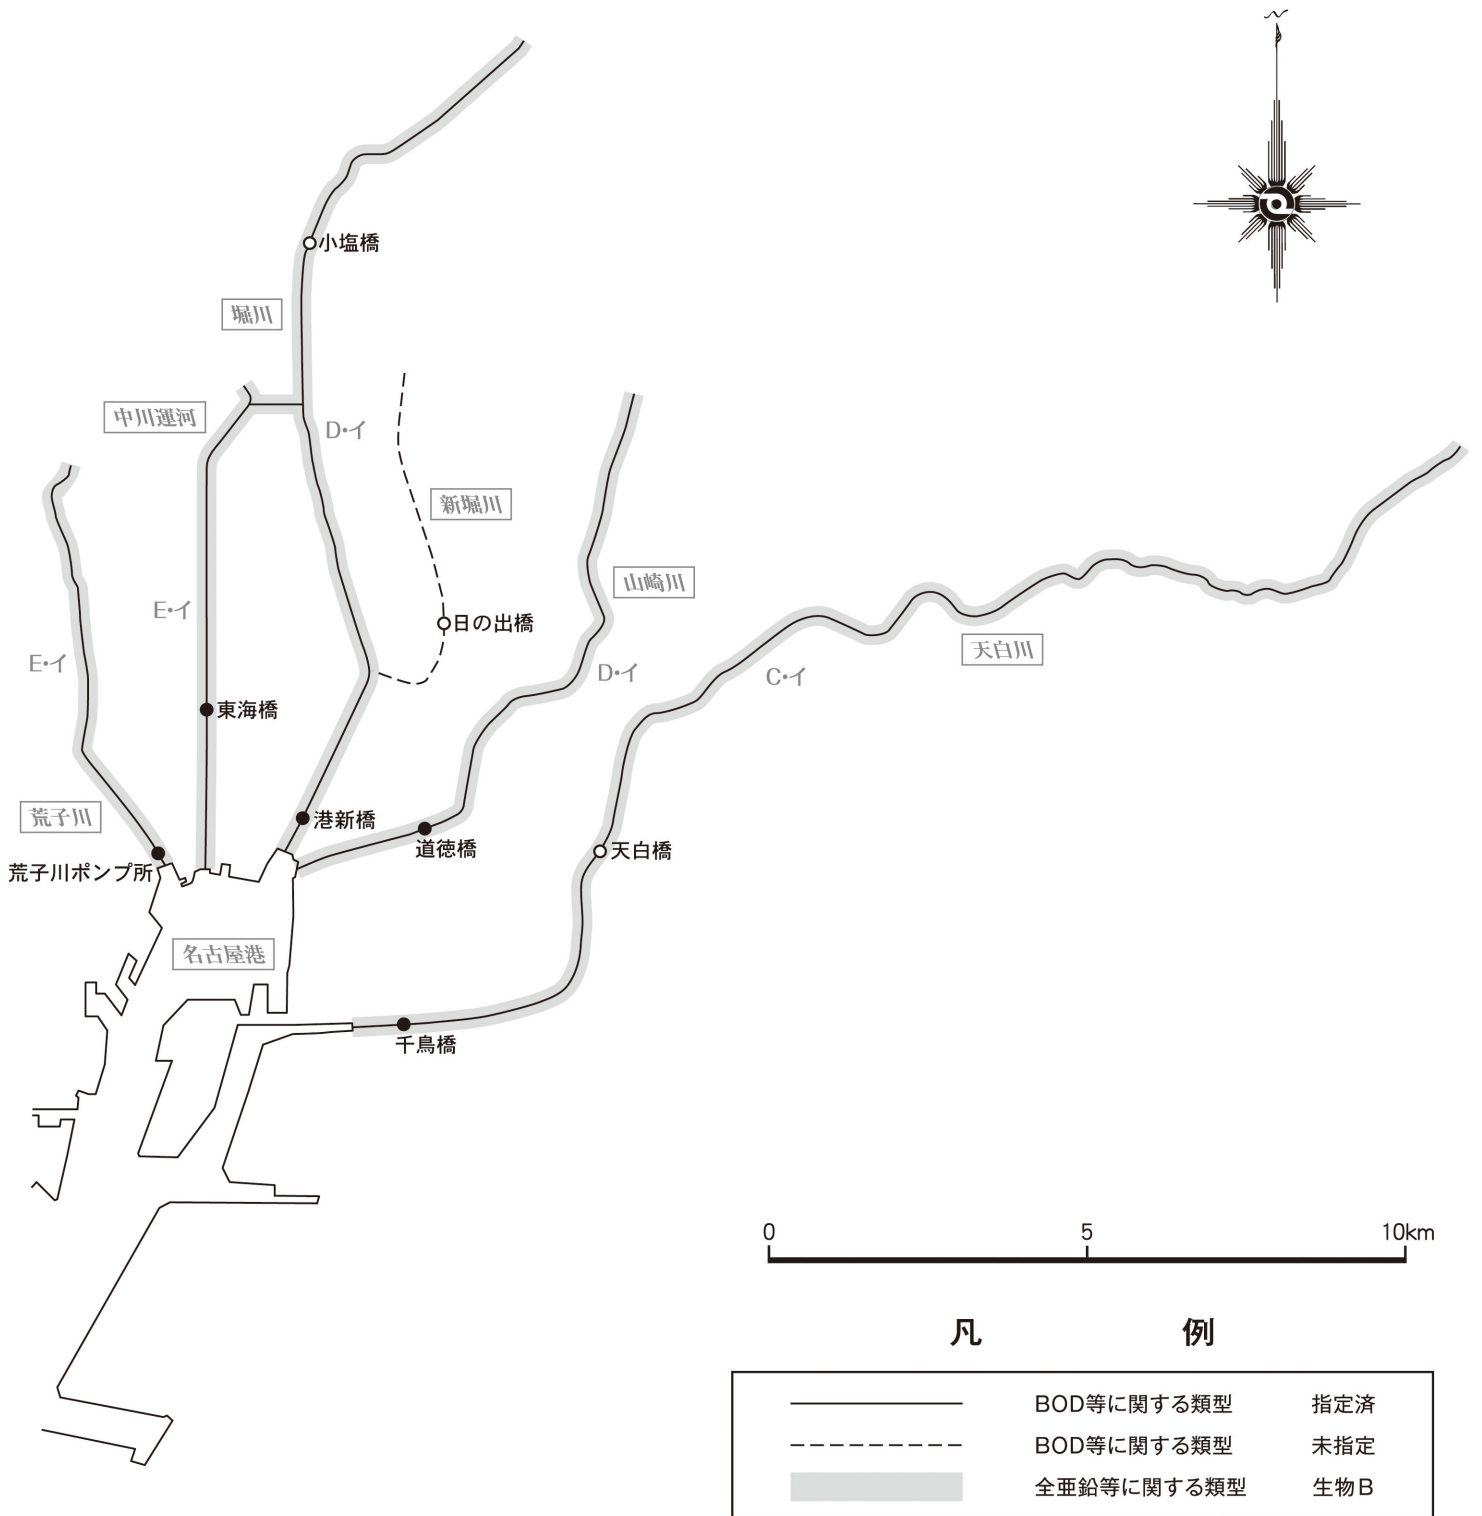 小塩橋
堀川
中川運河
D・イ
新堀川
山崎川
E・イ
日の出橋
天白川
E・イ
D・イ
C・イ
東海橋
荒子川
港新橋
道徳橋
天白橋
荒子川ポンプ所
名古屋港
千鳥橋
0 5 10km
凡 例
BOD等に関する類型 指定済
BOD等に関する類型 未指定
全亜鉛等に関する類型 生物B